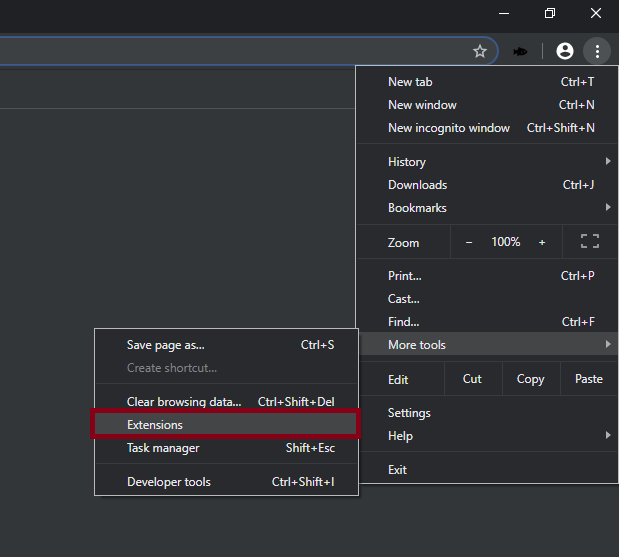 New tab Ctrl+T
New window Ctrl+N
New incognito window Ctrl+Shift+N
History
Downloads Ctrl+J
Bookmarks
Zoom - 100% +
Print... Ctrl+P
Cast...
Find... Ctrl+F
More tools
Edit Cut Copy Paste
Settings
Help
Exit
Save page as... Ctrl+S
Create shortcut...
Clear browsing data... Ctrl+Shift+Del
Extensions
Task manager Shift+Esc
Developer tools Ctrl+Shift+I